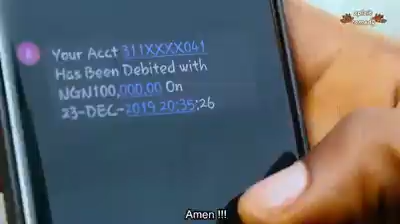 Your Acct 311XXXX041
Has Been Debited with
NGN100,000.00 On
23-DEC-2019 20:35:26
Amen !!!